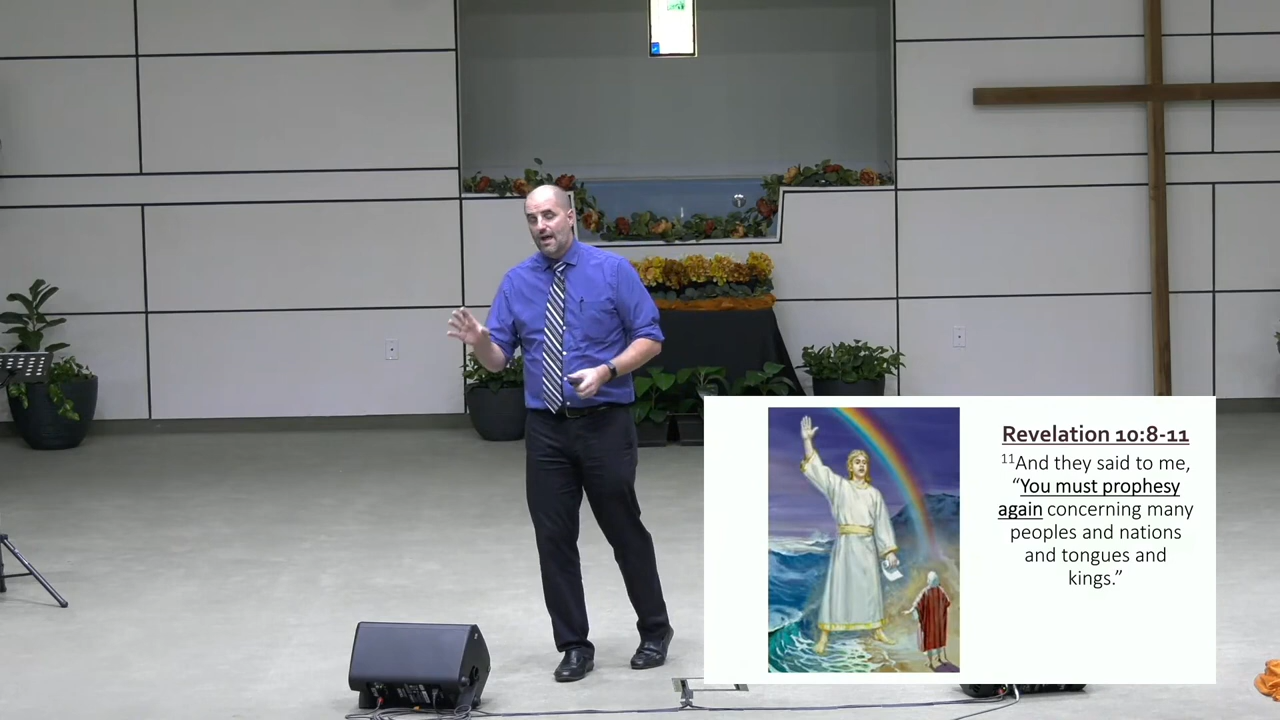 Revelation 10:8-11
¹¹And they said to me,
“You must prophesy
again concerning many
peoples and nations
and tongues and
kings.”